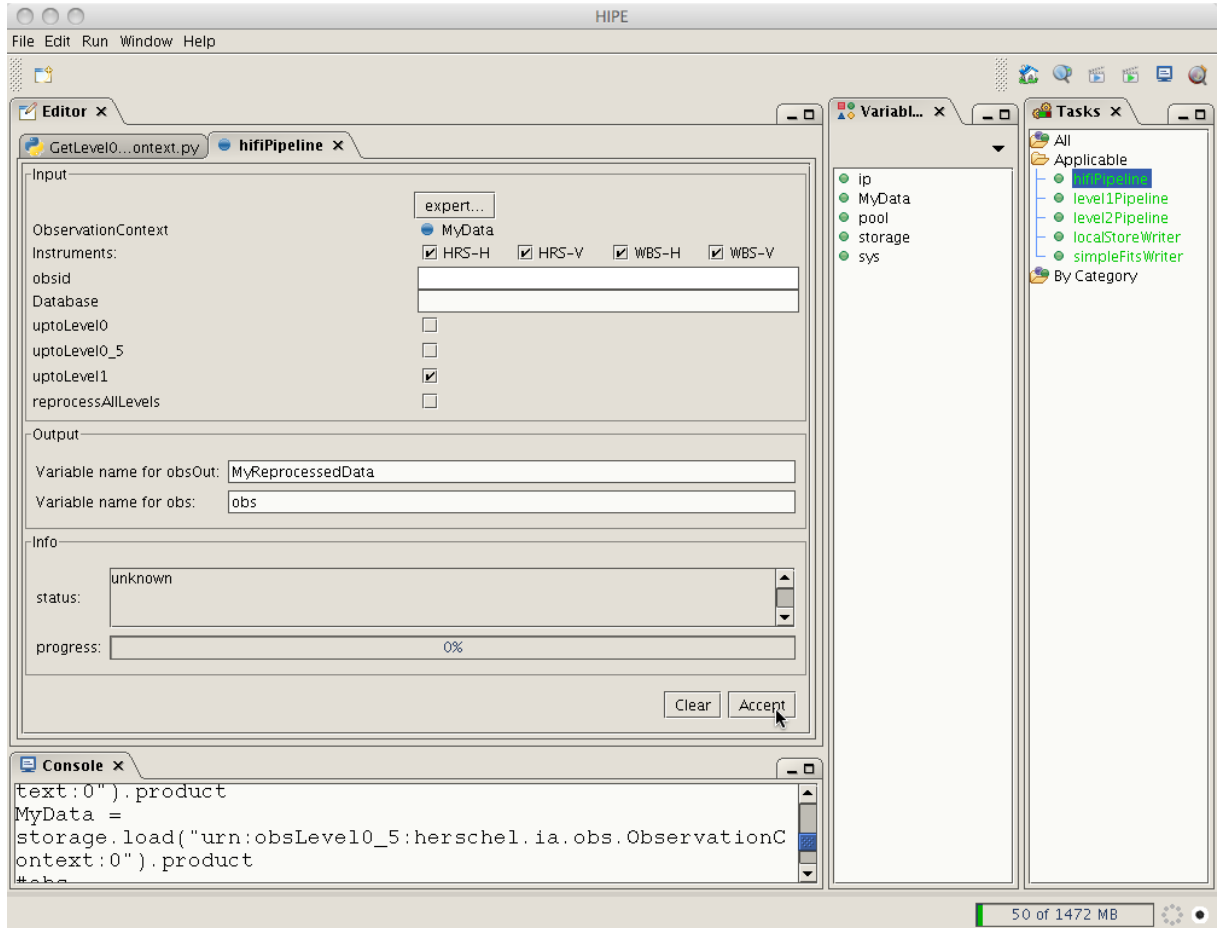 HIPE
File Edit Run Window Help
Editor
GetLevel0...ontext.py
hifiPipeline
Input
expert...
ObservationContext MyData
Instruments: HRS-H HRS-V WBS-H WBS-V
obsid
Database
uptoLevel0
uptoLevel0_5
uptoLevel1
reprocessAllLevels
Output
Variable name for obsOut: MyReprocessedData
Variable name for obs: obs
Info
status: unknown
progress: 0%
Clear Accept
Console
text:0").product
MyData =
storage.load("urn:obsLevel0_5:herschel.ia.obs.ObservationC
ontext:0").product
#obs
Variabl...
ip
MyData
pool
storage
sys
Tasks
All
Applicable
hifiPipeline
level1Pipeline
level2Pipeline
localStoreWriter
simpleFitsWriter
By Category
50 of 1472 MB